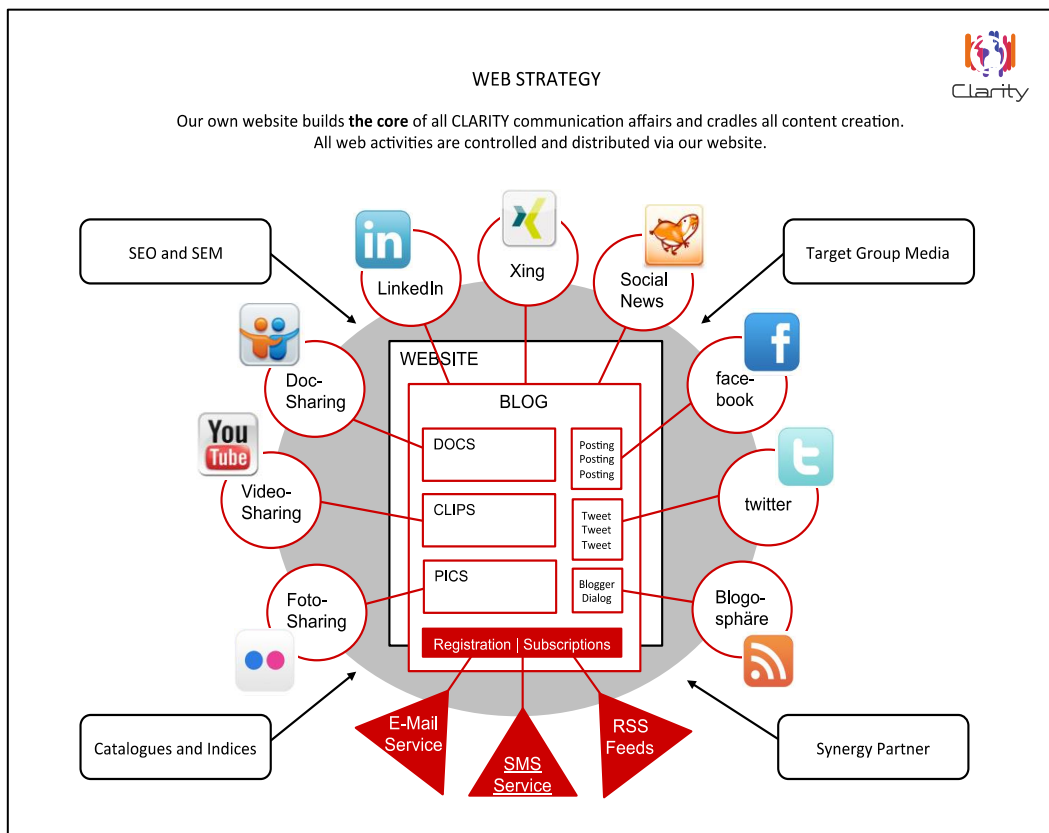 Clarity
WEB STRATEGY
Our own website builds the core of all CLARITY communication affairs and cradles all content creation.
All web activities are controlled and distributed via our website.
SEO and SEM
Target Group Media
in
LinkedIn
Xing
Social
News
Doc-
Sharing
f
face-
book
You
Tube
Video-
Sharing
t
twitter
Foto-
Sharing
Blogo-
sphäre
WEBSITE
BLOG
DOCS
Posting
Posting
Posting
CLIPS
Tweet
Tweet
Tweet
PICS
Blogger
Dialog
Registration | Subscriptions
E-Mail
Service
SMS
Service
RSS
Feeds
Catalogues and Indices
Synergy Partner